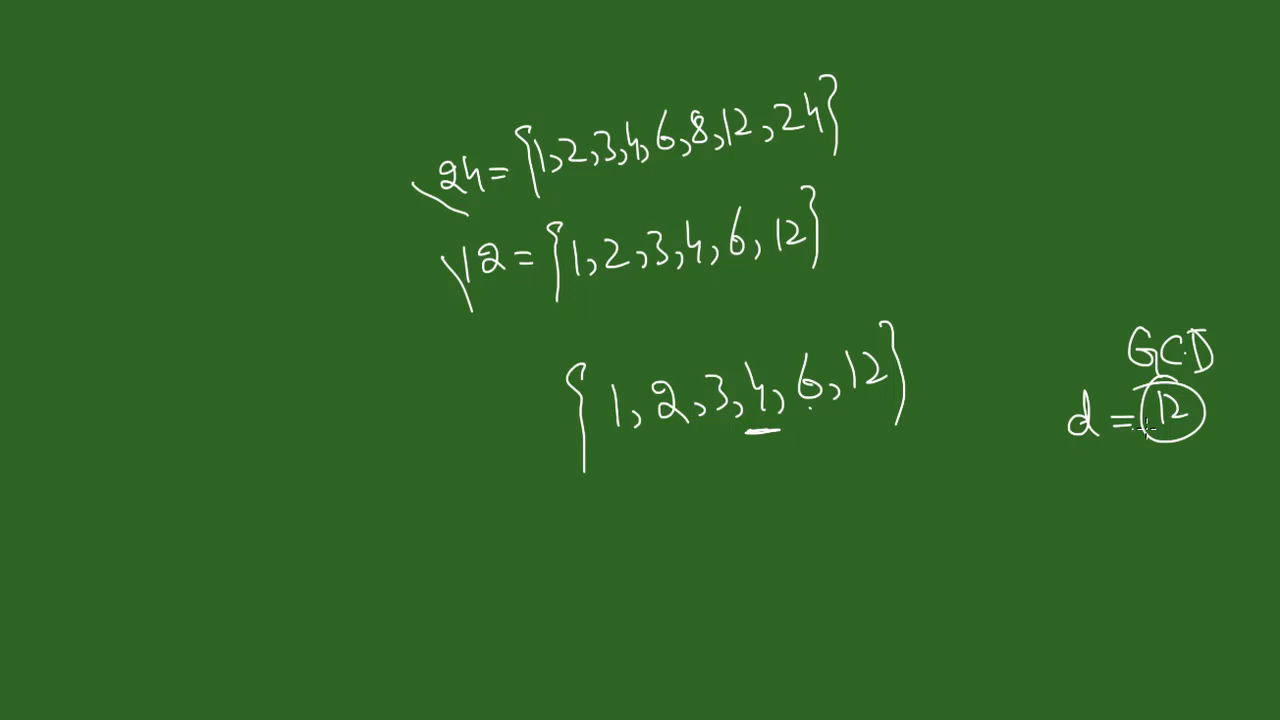 24 = {1, 2, 3, 4, 6, 8, 12, 24}
12 = {1, 2, 3, 4, 6, 12}
{1, 2, 3, 4, 6, 12}
GCD
d = 12